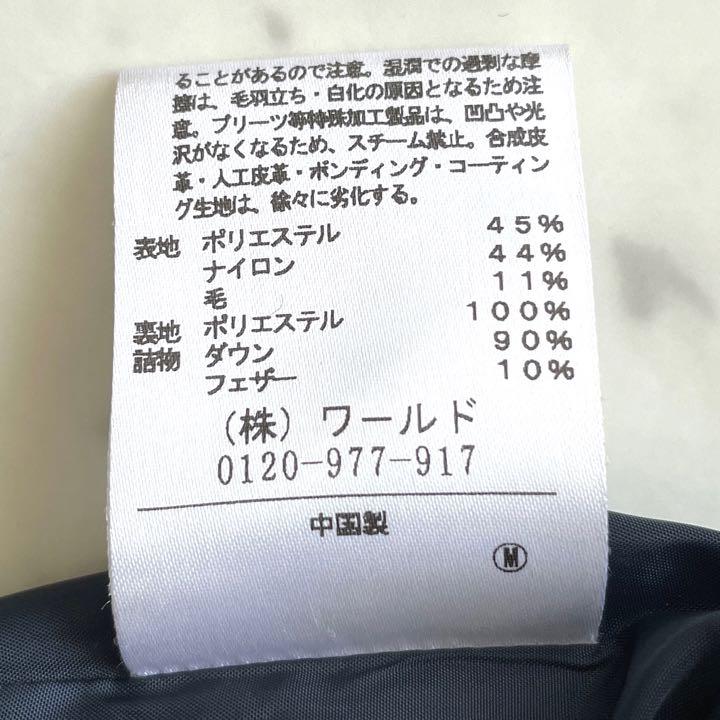 ることがあるので注意。湿潤での過剰な摩
擦は、毛羽立ち・白化の原因となるため注
意。プリーツ等特殊加工製品は、凹凸や光
沢がなくなるため、スチーム禁止。合成皮
革・人工皮革・ボンディング・コーティン
グ生地は、徐々に劣化する。
表地 ポリエステル 45%
ナイロン 44%
毛 11%
裏地 ポリエステル 100%
詰物 ダウン 90%
フェザー 10%
(株) ワールド
0120-977-917
中国製
M